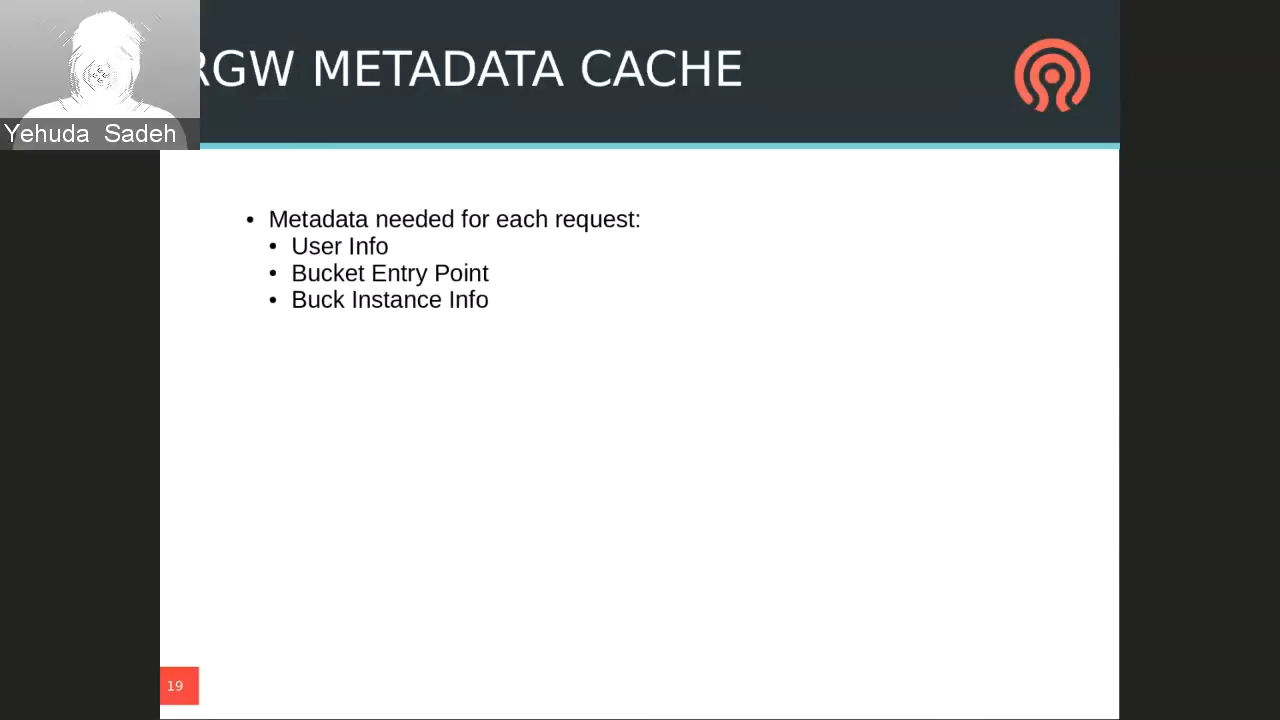 RGW METADATA CACHE
Yehuda Sadeh
• Metadata needed for each request:
• User Info
• Bucket Entry Point
• Buck Instance Info
19